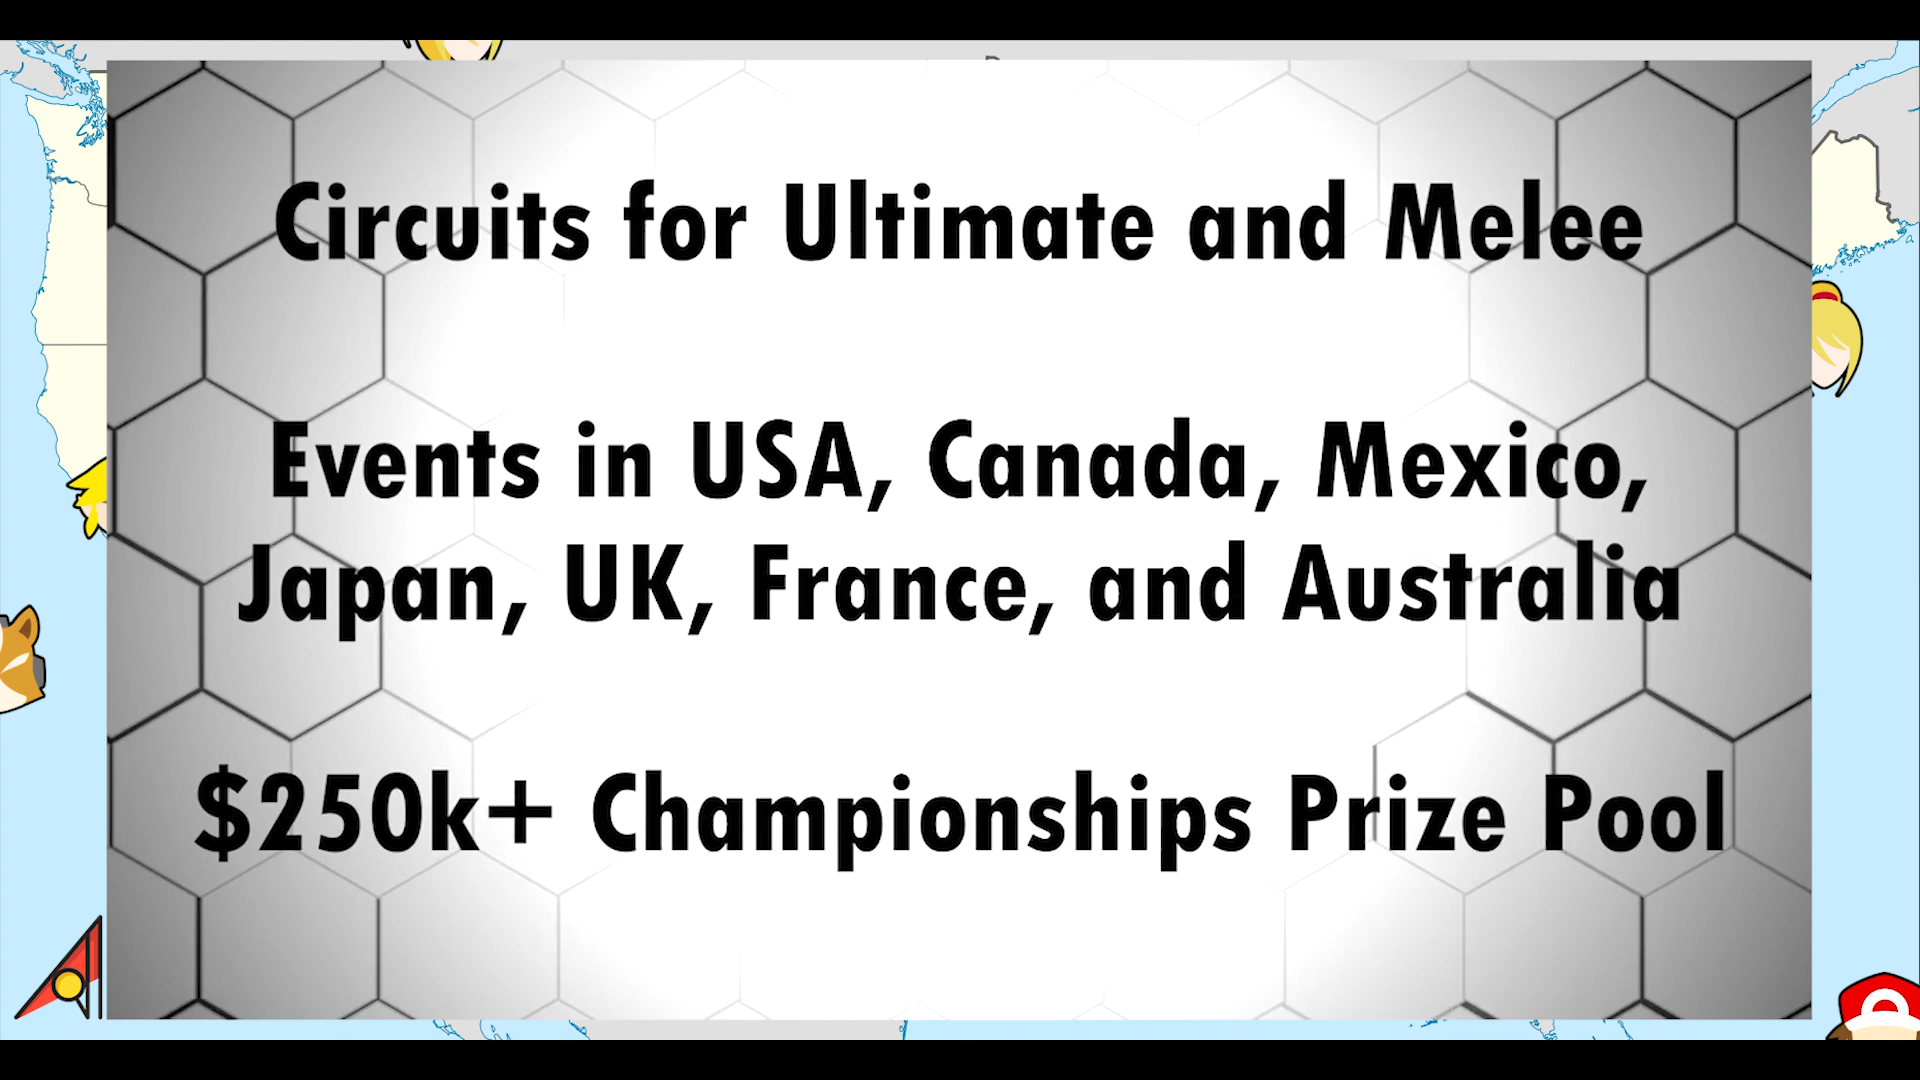 Circuits for Ultimate and Melee
Events in USA, Canada, Mexico,
Japan, UK, France, and Australia
$250k+ Championships Prize Pool